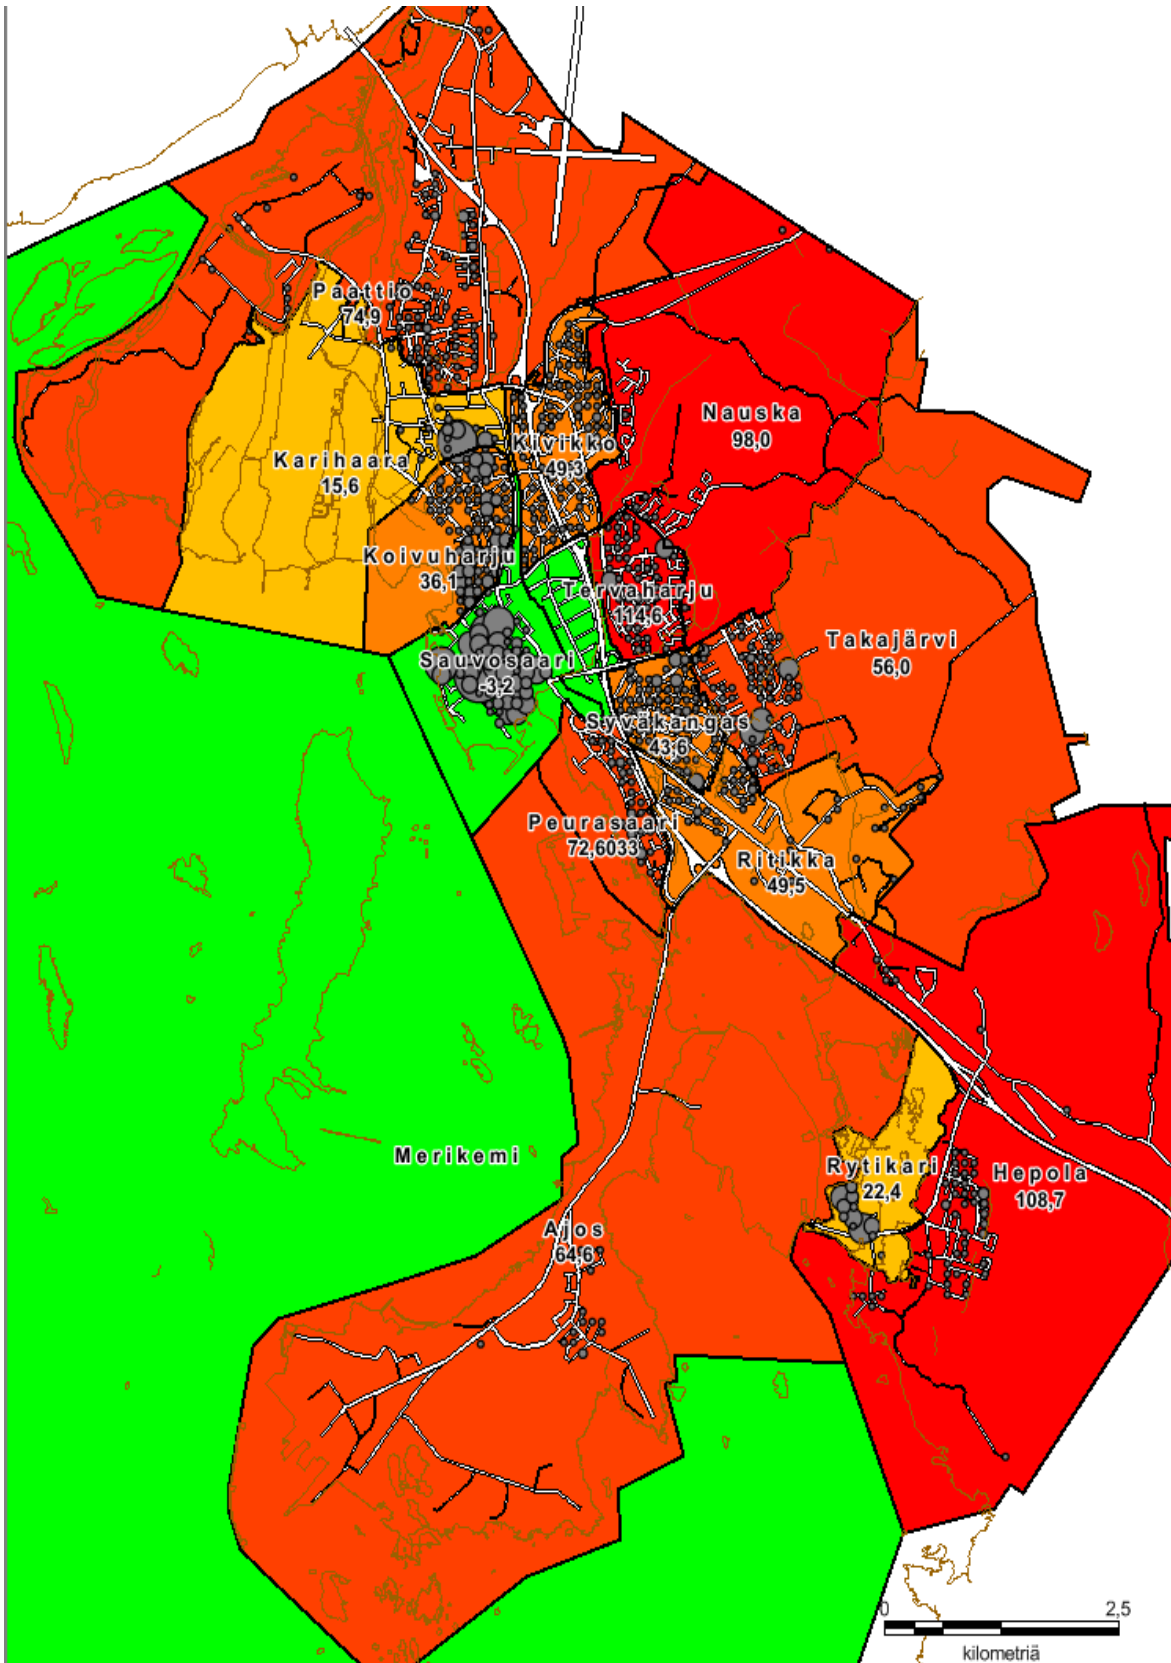 Paattio
74,9
Nauska
98,0
Kivikko
49,3
Karihaara
15,6
Koivuharju
36,1
Tervaharju
114,6
Takajärvi
56,0
Sauvosaari
-3,2
Syväkangas
43,6
Peurasaari
72,6033
Ritikka
49,5
Merikemi
Rytikari
22,4
Hepola
108,7
Ajos
64,6
0 2,5
kilometriä